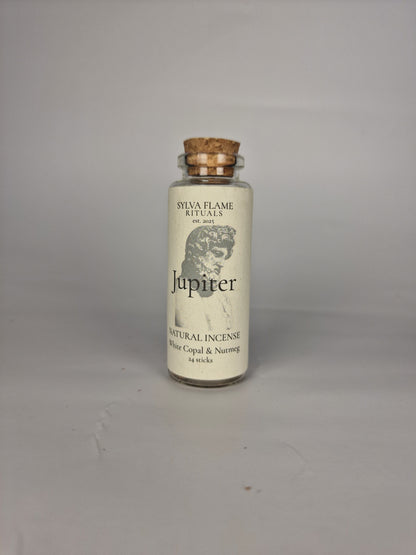 SYLVA FLAME
RITUALS
est. 2025
Jupiter
NATURAL INCENSE
White Copal & Nutmeg
24 sticks